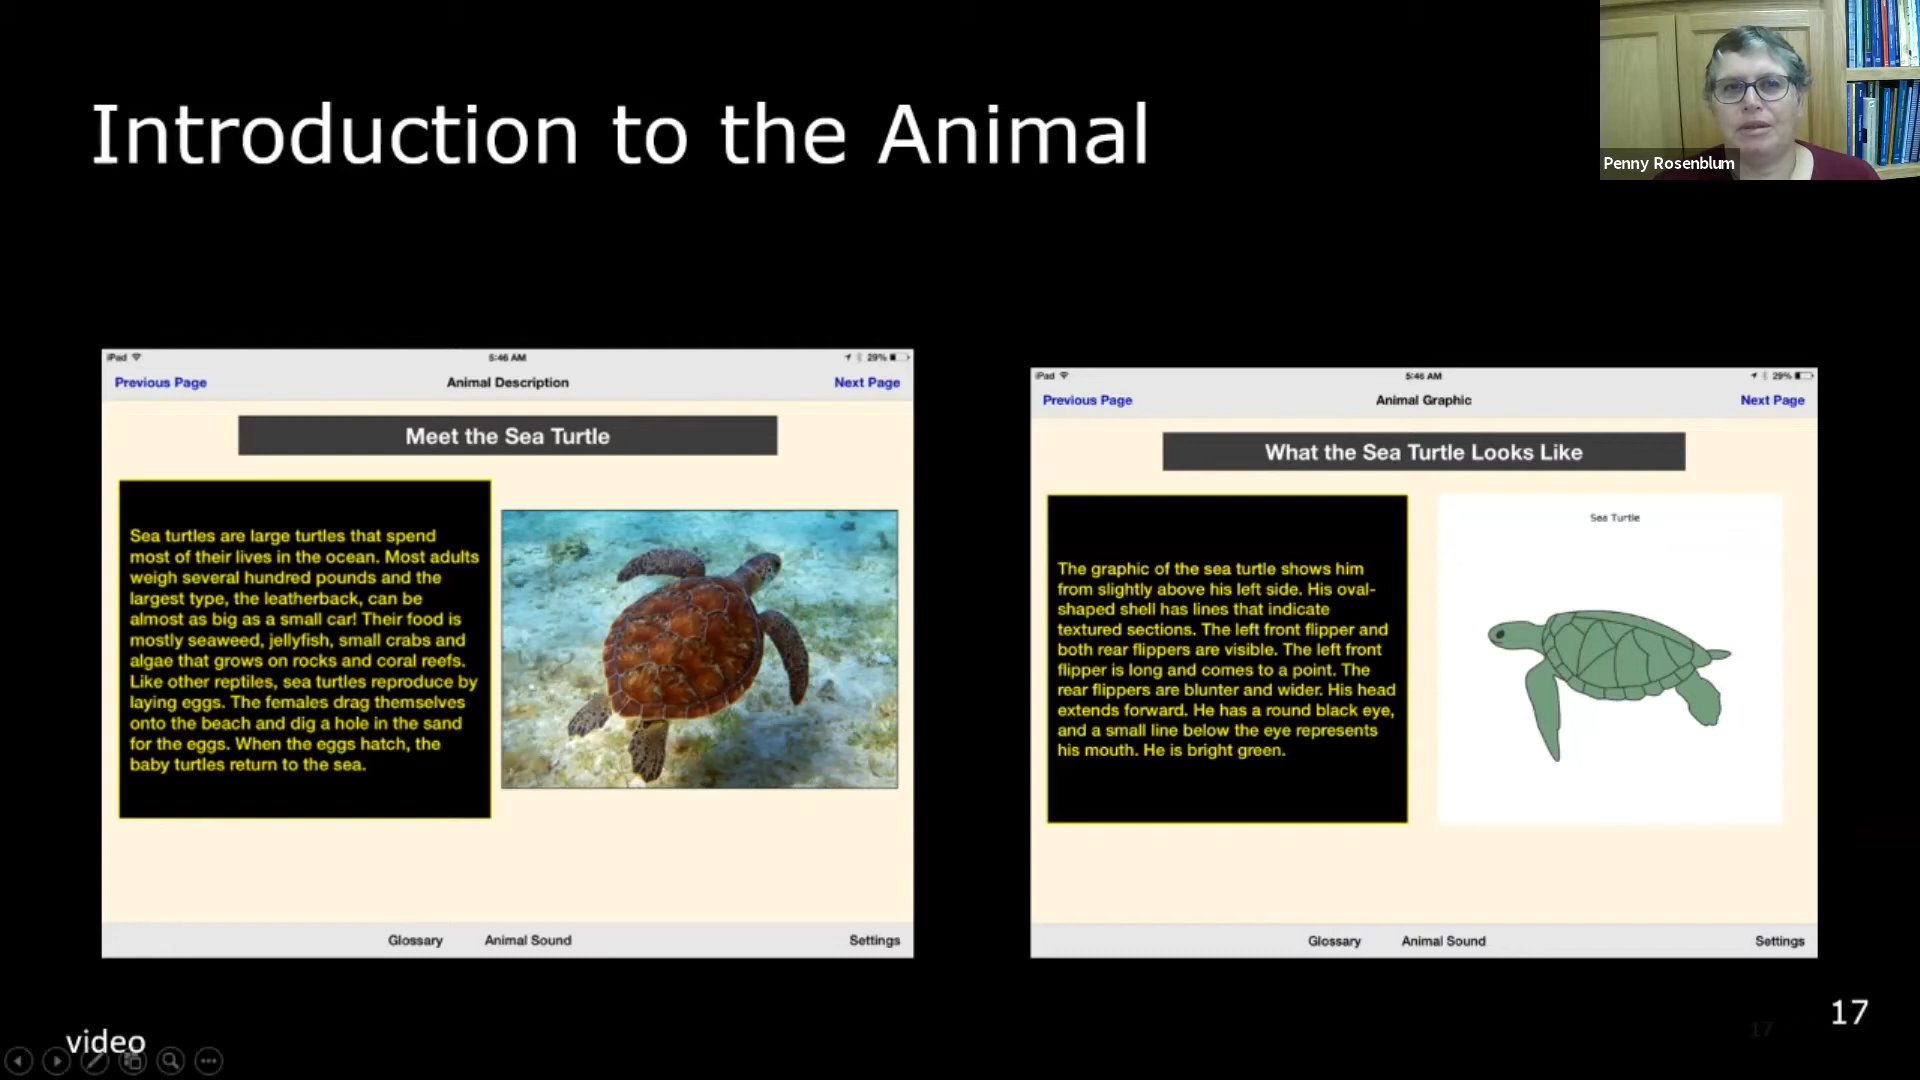 Introduction to the Animal
Penny Rosenblum
iPad
5:46 AM
29%
Previous Page
Animal Description
Next Page
Meet the Sea Turtle
Sea turtles are large turtles that spend
most of their lives in the ocean. Most adults
weigh several hundred pounds and the
largest type, the leatherback, can be
almost as big as a small car! Their food is
mostly seaweed, jellyfish, small crabs and
algae that grows on rocks and coral reefs.
Like other reptiles, sea turtles reproduce by
laying eggs. The females drag themselves
onto the beach and dig a hole in the sand
for the eggs. When the eggs hatch, the
baby turtles return to the sea.
Glossary
Animal Sound
Settings
iPad
5:46 AM
29%
Previous Page
Animal Graphic
Next Page
What the Sea Turtle Looks Like
The graphic of the sea turtle shows him
from slightly above his left side. His oval-
shaped shell has lines that indicate
textured sections. The left front flipper and
both rear flippers are visible. The left front
flipper is long and comes to a point. The
rear flippers are blunter and wider. His head
extends forward. He has a round black eye,
and a small line below the eye represents
his mouth. He is bright green.
Sea Turtle
Glossary
Animal Sound
Settings
17
17
video